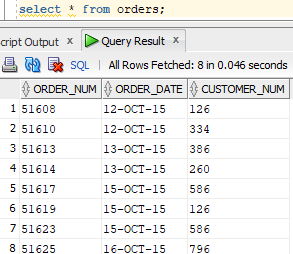 select * from orders;
cript Output × Query Result ×
SQL | All Rows Fetched: 8 in 0.046 seconds
ORDER_NUM ORDER_DATE CUSTOMER_NUM
1 51608 12-OCT-15 126
2 51610 12-OCT-15 334
3 51613 13-OCT-15 386
4 51614 13-OCT-15 260
5 51617 15-OCT-15 586
6 51619 15-OCT-15 126
7 51623 15-OCT-15 586
8 51625 16-OCT-15 796